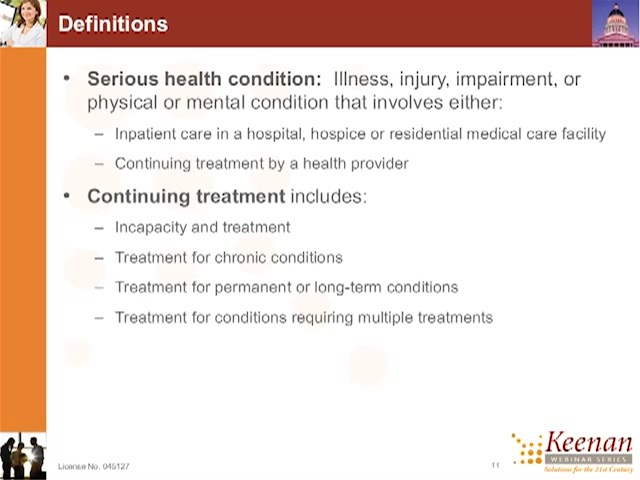 Definitions
• Serious health condition: Illness, injury, impairment, or
physical or mental condition that involves either:
– Inpatient care in a hospital, hospice or residential medical care facility
– Continuing treatment by a health provider
• Continuing treatment includes:
– Incapacity and treatment
– Treatment for chronic conditions
– Treatment for permanent or long-term conditions
– Treatment for conditions requiring multiple treatments
License No. 045127
11
Keenan
WEBINAR SERIES
Solutions for the 21st Century